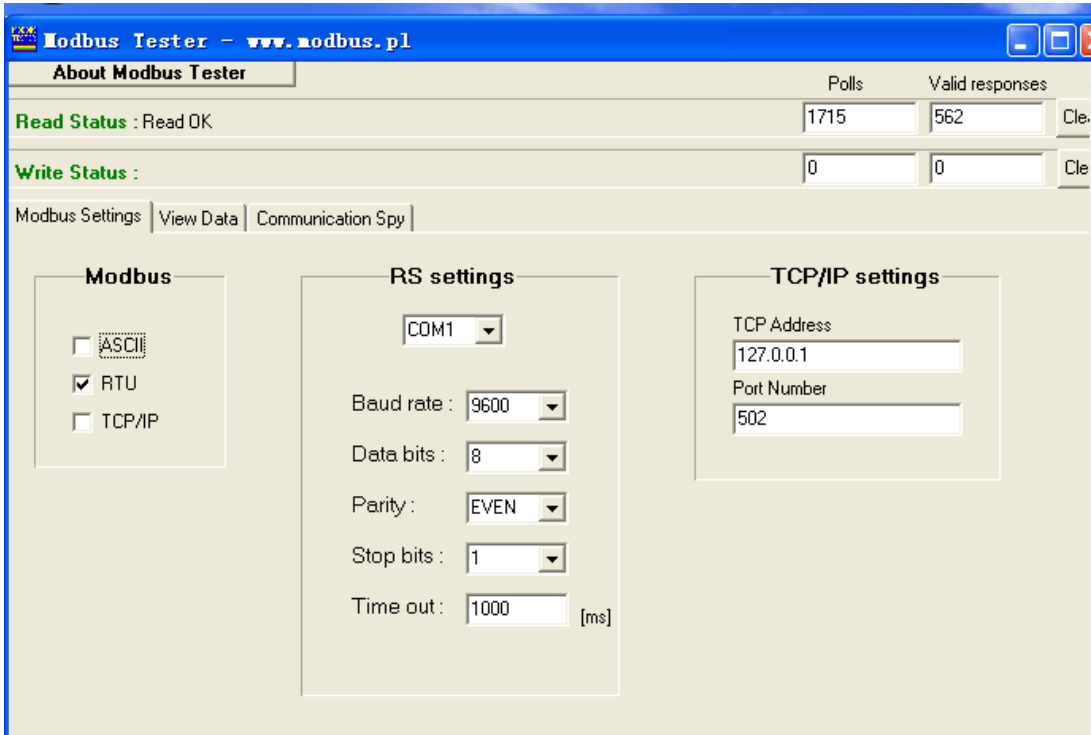 Modbus Tester - www.modbus.pl
About Modbus Tester
Polls Valid responses
Read Status : Read OK 1715 562
Write Status : 0 0
Modbus Settings View Data Communication Spy
Modbus RS settings TCP/IP settings
COM1
ASCII
RTU
TCP/IP
Baud rate : 9600
Data bits : 8
Parity : EVEN
Stop bits : 1
Time out : 1000 [ms]
TCP Address
127.0.0.1
Port Number
502